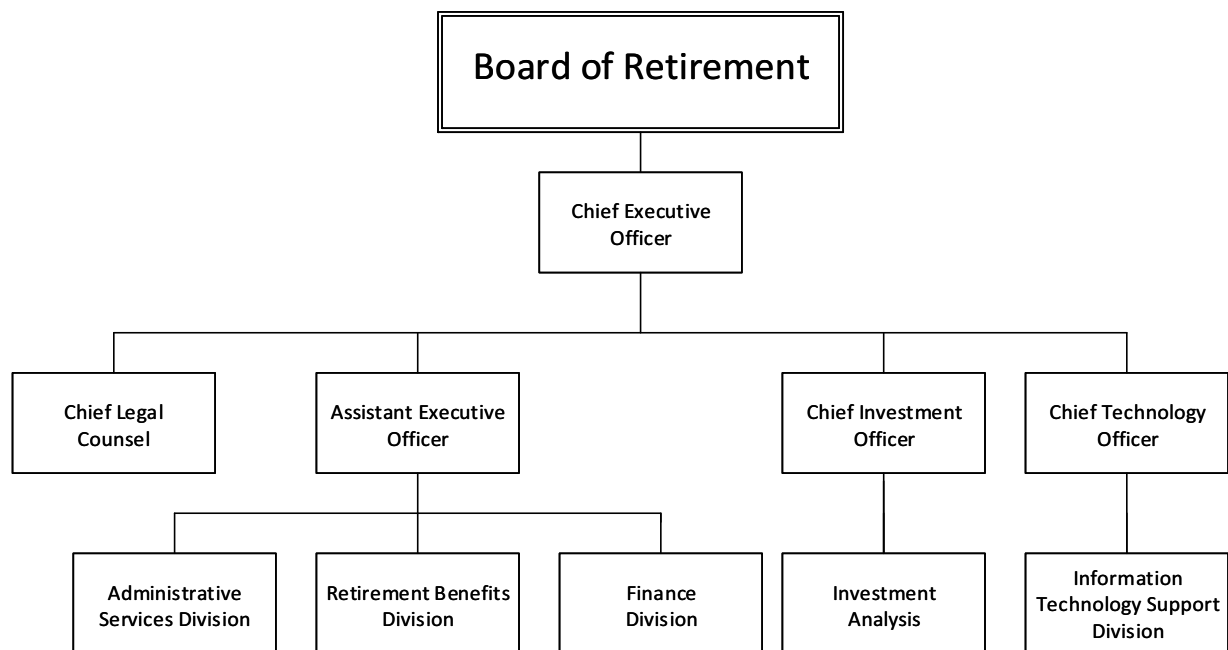 Board of Retirement
Chief Executive
Officer
Chief Legal
Counsel
Assistant Executive
Officer
Chief Investment
Officer
Chief Technology
Officer
Administrative
Services Division
Retirement Benefits
Division
Finance
Division
Investment
Analysis
Information
Technology Support
Division